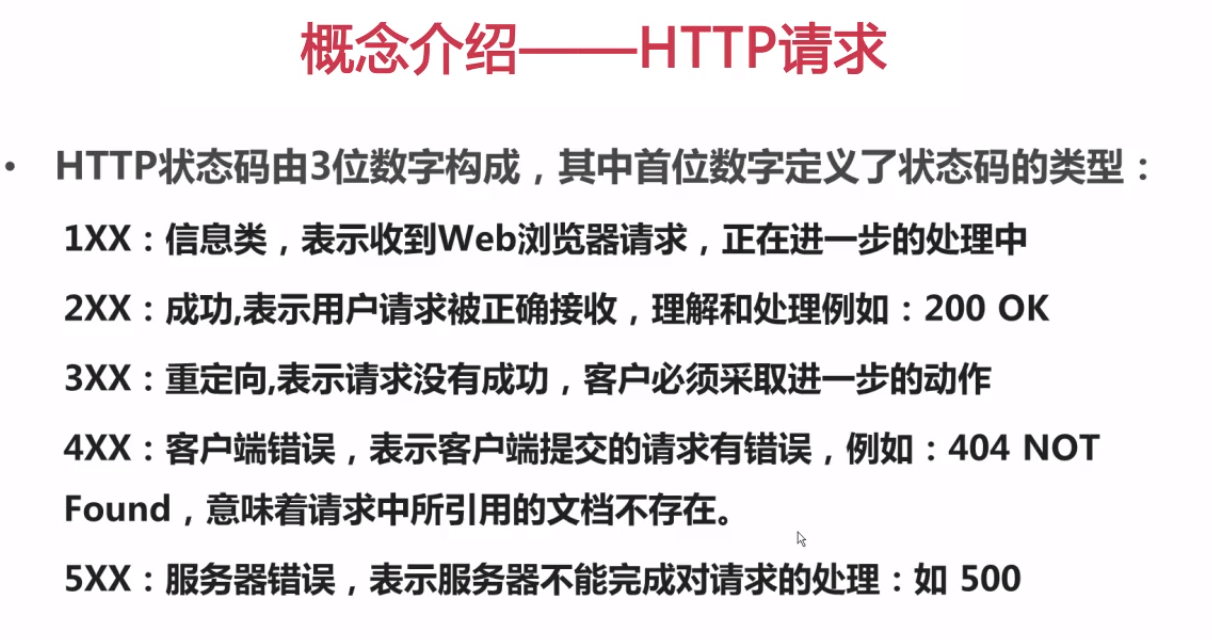 概念介绍——HTTP请求
• HTTP状态码由3位数字构成，其中首位数字定义了状态码的类型：
1XX：信息类，表示收到Web浏览器请求，正在进一步的处理中
2XX：成功,表示用户请求被正确接收，理解和处理例如：200 OK
3XX：重定向,表示请求没有成功，客户必须采取进一步的动作
4XX：客户端错误，表示客户端提交的请求有错误，例如：404 NOT
Found，意味着请求中所引用的文档不存在。
5XX：服务器错误，表示服务器不能完成对请求的处理：如 500